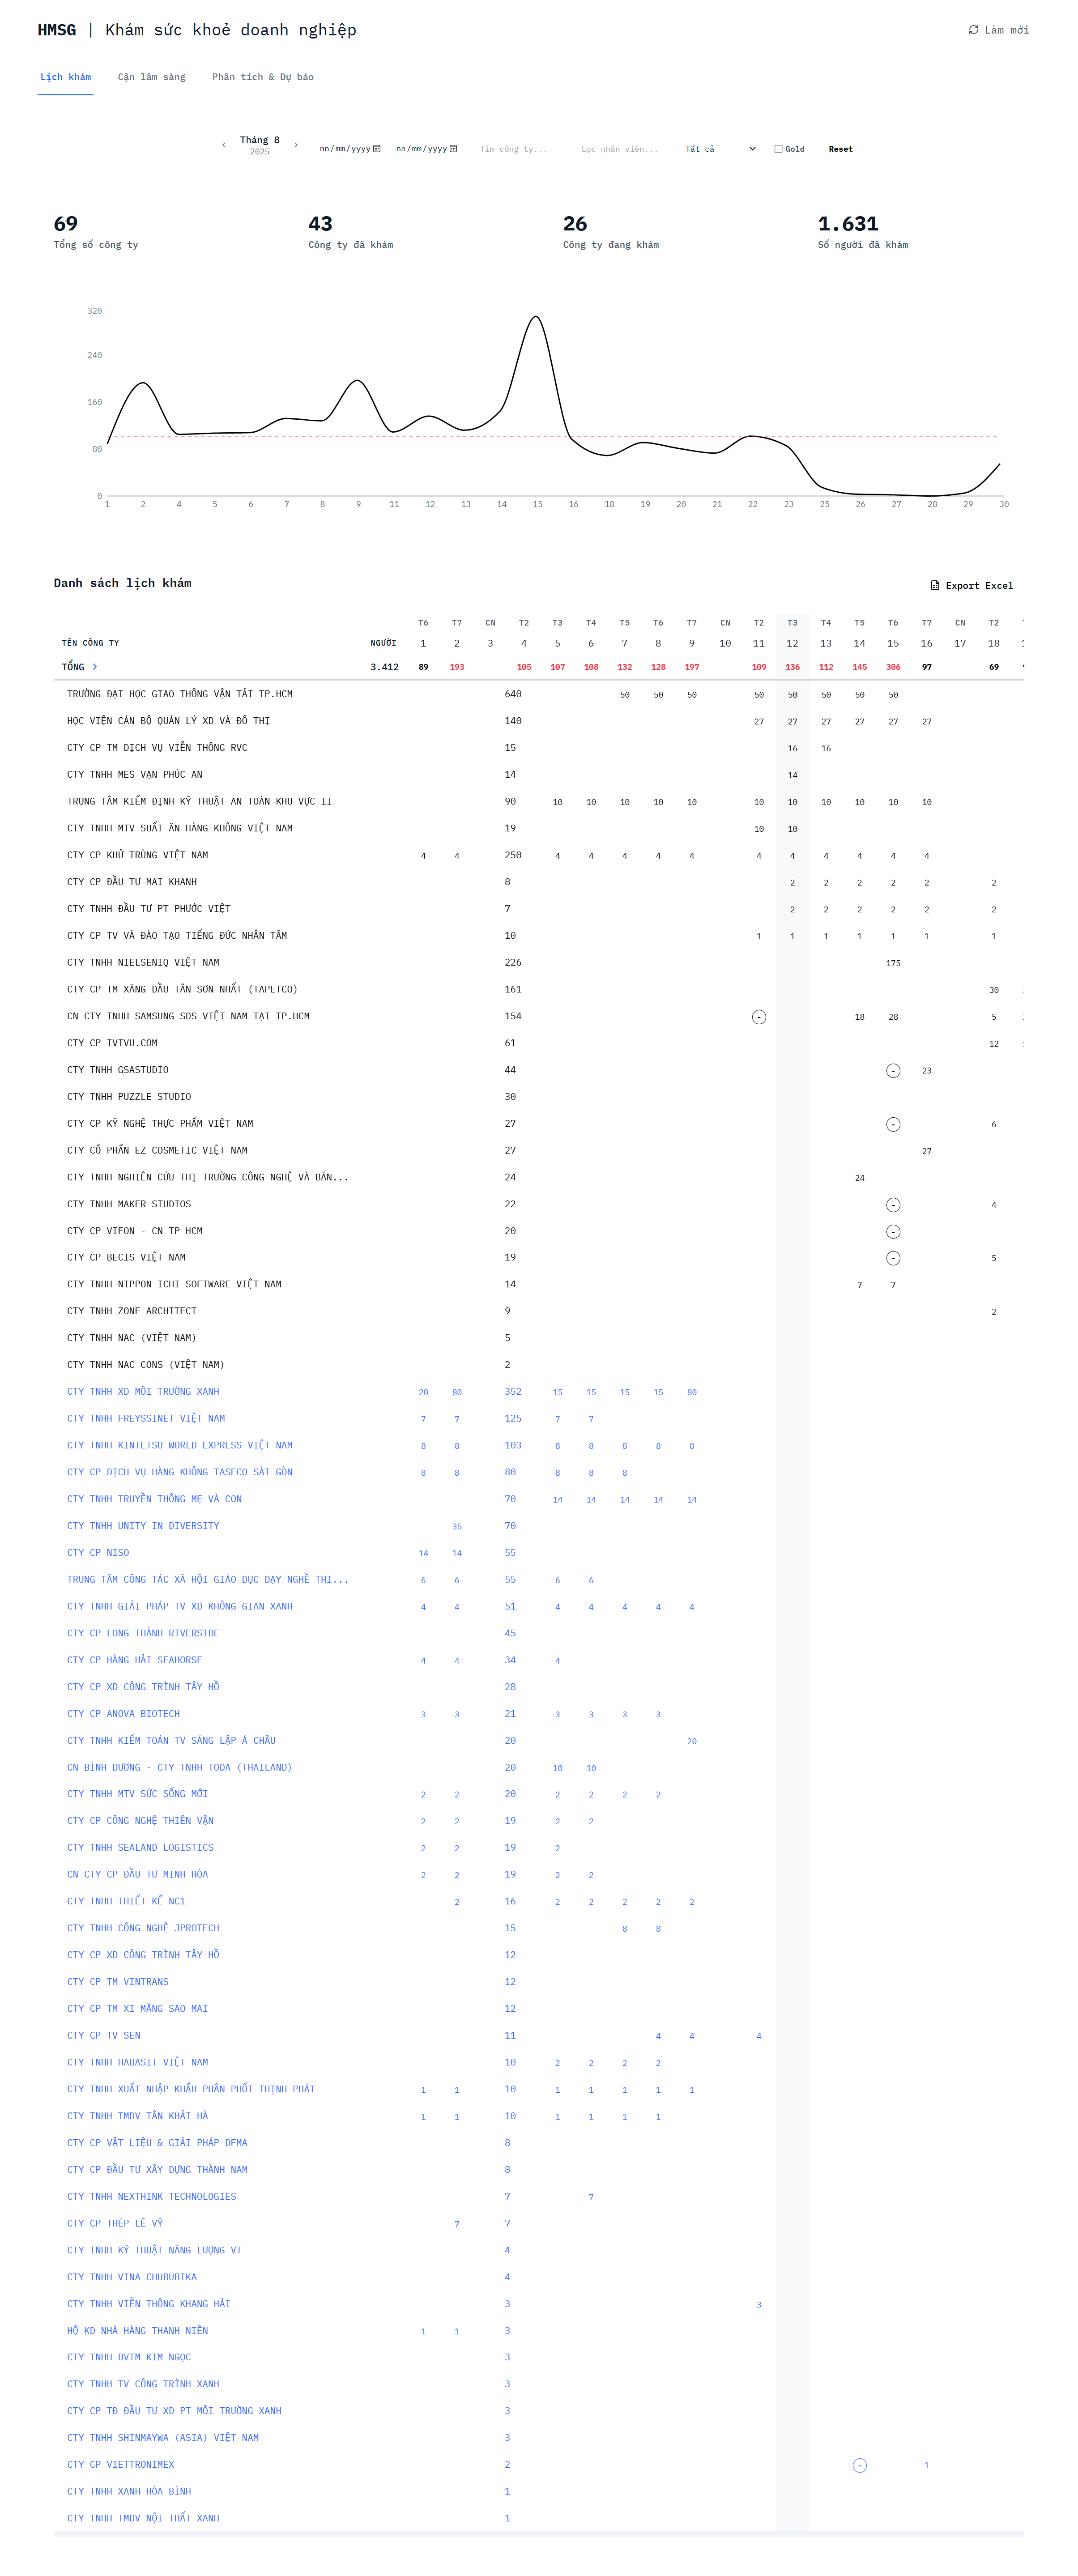 HMSG | Khám sức khoẻ doanh nghiệp
Làm mới
Lịch khám Cận lâm sàng Phân tích & Dự báo
Tháng 8
2025
nn/mm/yyyy nn/mm/yyyy Tìm công ty... Lọc nhân viên... Tất cả Gold Reset
69 43 26 1.631
Tổng số công ty Công ty đã khám Công ty đang khám Số người đã khám
320
240
160
80
0
1 2 4 5 6 7 8 9 11 12 13 14 15 16 18 19 20 21 22 23 25 26 27 28 29 30
Danh sách lịch khám
Export Excel
T6 T7 CN T2 T3 T4 T5 T6 T7 CN T2 T3 T4 T5 T6 T7 CN T2
TÊN CÔNG TY NGƯỜI 1 2 3 4 5 6 7 8 9 10 11 12 13 14 15 16 17 18
TỔNG 3.412 89 193 105 107 108 132 128 197 109 136 112 145 306 97 69
TRƯỜNG ĐẠI HỌC GIAO THÔNG VẬN TẢI TP.HCM 640 50 50 50 50 50 50 50 50
HỌC VIỆN CÁN BỘ QUẢN LÝ XD VÀ ĐÔ THỊ 140 27 27 27 27 27 27
CTY CP TM DỊCH VỤ VIỄN THÔNG RVC 15 16 16
CTY TNHH MES VẠN PHÚC AN 14 14
TRUNG TÂM KIỂM ĐỊNH KỸ THUẬT AN TOÀN KHU VỰC II 90 10 10 10 10 10 10 10 10 10 10 10
CTY TNHH MTV SUẤT ĂN HÀNG KHÔNG VIỆT NAM 19 10 10
CTY CP KHỬ TRÙNG VIỆT NAM 4 4 250 4 4 4 4 4 4 4 4 4 4 4
CTY CP ĐẦU TƯ MAI KHANH 8 2 2 2 2 2 2
CTY TNHH ĐẦU TƯ PT PHƯỚC VIỆT 7 2 2 2 2 2 2
CTY CP TV VÀ ĐÀO TẠO TIẾNG ĐỨC NHÂN TÂM 10 1 1 1 1 1 1 1
CTY TNHH NIELSENIQ VIỆT NAM 226 175
CTY CP TM XĂNG DẦU TÂN SƠN NHẤT (TAPETCO) 161 30
CN CTY TNHH SAMSUNG SDS VIỆT NAM TẠI TP.HCM 154 - 18 28 5
CTY CP IVIVU.COM 61 12
CTY TNHH GSASTUDIO 44 - 23
CTY TNHH PUZZLE STUDIO 30
CTY CP KỸ NGHỆ THỰC PHẨM VIỆT NAM 27 - 6
CTY CỔ PHẦN EZ COSMETIC VIỆT NAM 27 27
CTY TNHH NGHIÊN CỨU THỊ TRƯỜNG CÔNG NGHỆ VÀ BÁN... 24 24
CTY TNHH MAKER STUDIOS 22 - 4
CTY CP VIFON - CN TP HCM 20 -
CTY CP BECIS VIỆT NAM 19 - 5
CTY TNHH NIPPON ICHI SOFTWARE VIỆT NAM 14 7 7
CTY TNHH ZONE ARCHITECT 9 2
CTY TNHH NAC (VIỆT NAM) 5
CTY TNHH NAC CONS (VIỆT NAM) 2
CTY TNHH XD MÔI TRƯỜNG XANH 20 80 352 15 15 15 15 80
CTY TNHH FREYSSINET VIỆT NAM 7 7 125 7 7
CTY TNHH KINTETSU WORLD EXPRESS VIỆT NAM 8 8 103 8 8 8 8 8
CTY CP DỊCH VỤ HÀNG KHÔNG TASECO SÀI GÒN 8 8 80 8 8 8
CTY TNHH TRUYỀN THÔNG MẸ VÀ CON 70 14 14 14 14 14
CTY TNHH UNITY IN DIVERSITY 35 70
CTY CP NISO 14 14 55
TRUNG TÂM CÔNG TÁC XÃ HỘI GIÁO DỤC DẠY NGHỀ THI... 6 6 55 6 6
CTY TNHH GIẢI PHÁP TV XD KHÔNG GIAN XANH 4 4 51 4 4 4 4 4
CTY CP LONG THÀNH RIVERSIDE 45
CTY CP HÀNG HẢI SEAHORSE 4 4 34 4
CTY CP XD CÔNG TRÌNH TÂY HỒ 28
CTY CP ANOVA BIOTECH 3 3 21 3 3 3 3
CTY TNHH KIỂM TOÁN TV SÁNG LẬP Á CHÂU 20 20
CN BÌNH DƯƠNG - CTY TNHH TODA (THAILAND) 20 10 10
CTY TNHH MTV SỨC SỐNG MỚI 2 2 20 2 2 2 2
CTY CP CÔNG NGHỆ THIÊN VẬN 2 2 19 2 2
CTY TNHH SEALAND LOGISTICS 2 2 19 2
CN CTY CP ĐẦU TƯ MINH HÒA 2 2 19 2 2
CTY TNHH THIẾT KẾ NC1 2 16 2 2 2 2 2
CTY TNHH CÔNG NGHỆ JPROTECH 15 8 8
CTY CP XD CÔNG TRÌNH TÂY HỒ 12
CTY CP TM VINTRANS 12
CTY CP TM XI MĂNG SAO MAI 12
CTY CP TV SEN 11 4 4 4
CTY TNHH HABASIT VIỆT NAM 10 2 2 2 2
CTY TNHH XUẤT NHẬP KHẨU PHÂN PHỐI THỊNH PHÁT 1 1 10 1 1 1 1 1
CTY TNHH TMDV TÂN KHẢI HÀ 1 1 10 1 1 1 1
CTY CP VẬT LIỆU & GIẢI PHÁP DFMA 8
CTY CP ĐẦU TƯ XÂY DỰNG THÀNH NAM 8
CTY TNHH NEXTHINK TECHNOLOGIES 7 7
CTY CP THÉP LÊ VỸ 7 7
CTY TNHH KỸ THUẬT NĂNG LƯỢNG VT 4
CTY TNHH VINA CHUBUBIKA 4
CTY TNHH VIỄN THÔNG KHANG HẢI 3 3
HỘ KD NHÀ HÀNG THANH NIÊN 1 1 3
CTY TNHH DVTM KIM NGỌC 3
CTY TNHH TV CÔNG TRÌNH XANH 3
CTY CP TĐ ĐẦU TƯ XD PT MÔI TRƯỜNG XANH 3
CTY TNHH SHINMAYWA (ASIA) VIỆT NAM 3
CTY CP VIETTRONIMEX 2 - 1
CTY TNHH XANH HÒA BÌNH 1
CTY TNHH TMDV NỘI THẤT XANH 1